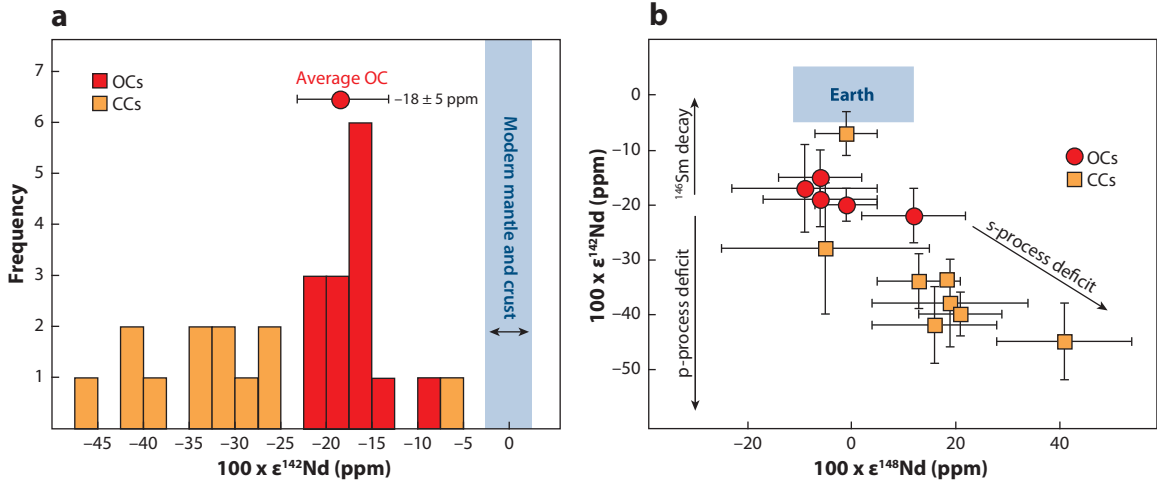 a
7
6
5
4
3
2
1
Frequency
OCs
CCs
Average OC
–18 ± 5 ppm
Modern mantle and crust
–45
–40
–35
–30
–25
–20
–15
–10
–5
0
100 x ε¹⁴²Nd (ppm)
b
0
–10
–20
–30
–40
–50
100 x ε¹⁴²Nd (ppm)
¹⁴⁶Sm decay
p-process deficit
Earth
OCs
CCs
s-process deficit
–20
0
20
40
100 x ε¹⁴⁸Nd (ppm)